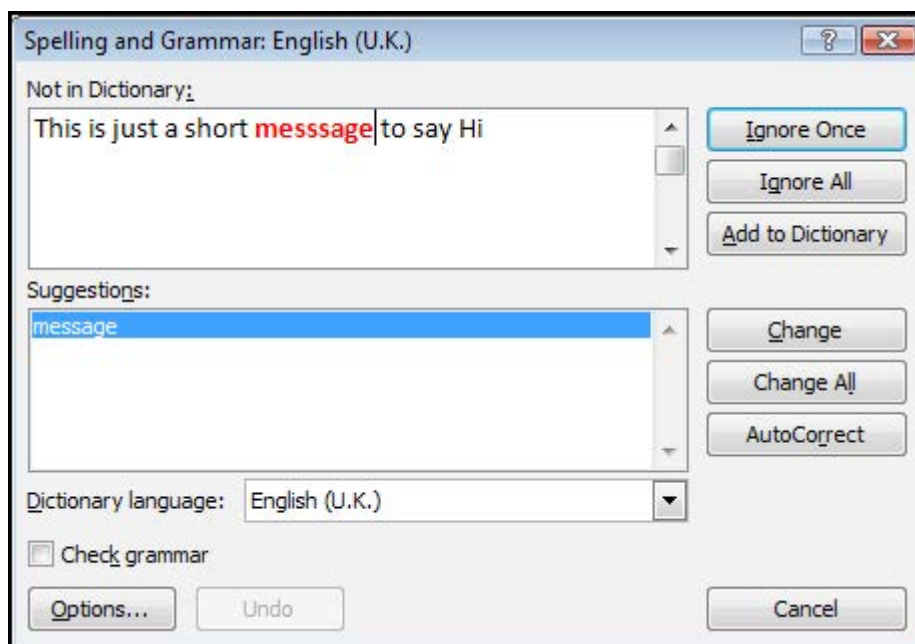 Spelling and Grammar: English (U.K.)
Not in Dictionary:
This is just a short messsage to say Hi
Ignore Once
Ignore All
Add to Dictionary
Suggestions:
message
Change
Change All
AutoCorrect
Dictionary language: English (U.K.)
Check grammar
Options... Undo Cancel